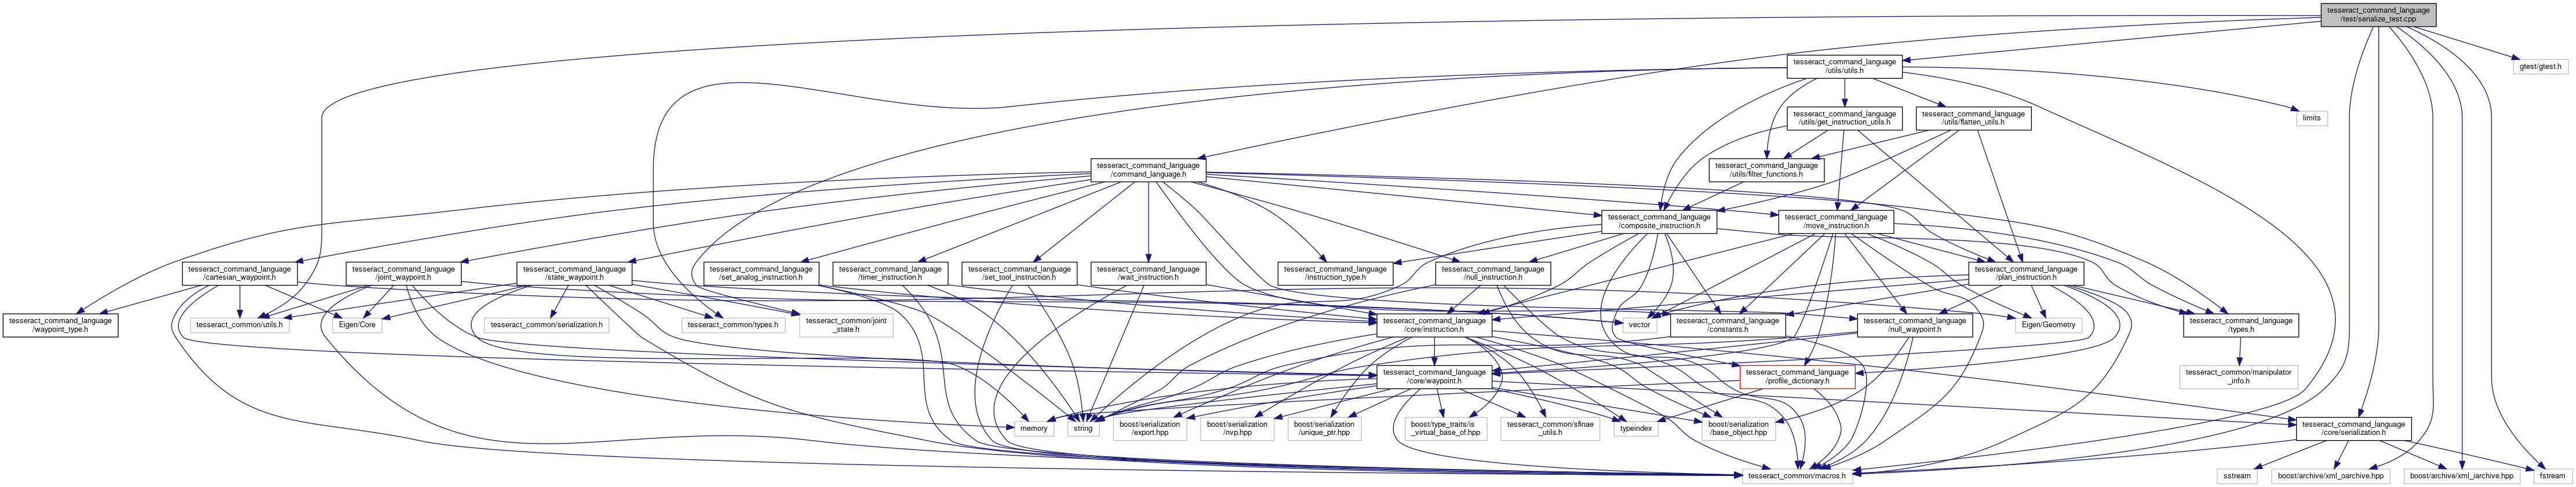 tesseract_command_language
/test/serialize_test.cpp
tesseract_command_language
/utils/utils.h
gtest/gtest.h
tesseract_command_language
/utils/get_instruction_utils.h
tesseract_command_language
/utils/flatten_utils.h
limits
tesseract_command_language
/command_language.h
tesseract_command_language
/utils/filter_functions.h
tesseract_command_language
/composite_instruction.h
tesseract_command_language
/move_instruction.h
tesseract_command_language
/cartesian_waypoint.h
tesseract_command_language
/joint_waypoint.h
tesseract_command_language
/state_waypoint.h
tesseract_command_language
/set_analog_instruction.h
tesseract_command_language
/timer_instruction.h
tesseract_command_language
/set_tool_instruction.h
tesseract_command_language
/wait_instruction.h
tesseract_command_language
/instruction_type.h
tesseract_command_language
/null_instruction.h
tesseract_command_language
/plan_instruction.h
tesseract_command_language
/waypoint_type.h
tesseract_common/utils.h
Eigen/Core
tesseract_common/serialization.h
tesseract_common/types.h
tesseract_common/joint
_state.h
tesseract_command_language
/core/instruction.h
vector
tesseract_command_language
/constants.h
tesseract_command_language
/null_waypoint.h
Eigen/Geometry
tesseract_command_language
/types.h
tesseract_command_language
/core/waypoint.h
tesseract_command_language
/profile_dictionary.h
tesseract_common/manipulator
_info.h
memory
string
boost/serialization
/export.hpp
boost/serialization
/nvp.hpp
boost/serialization
/unique_ptr.hpp
boost/type_traits/is
_virtual_base_of.hpp
tesseract_common/sfinae
_utils.h
typeindex
boost/serialization
/base_object.hpp
tesseract_command_language
/core/serialization.h
tesseract_common/macros.h
sstream
boost/archive/xml_oarchive.hpp
boost/archive/xml_iarchive.hpp
fstream